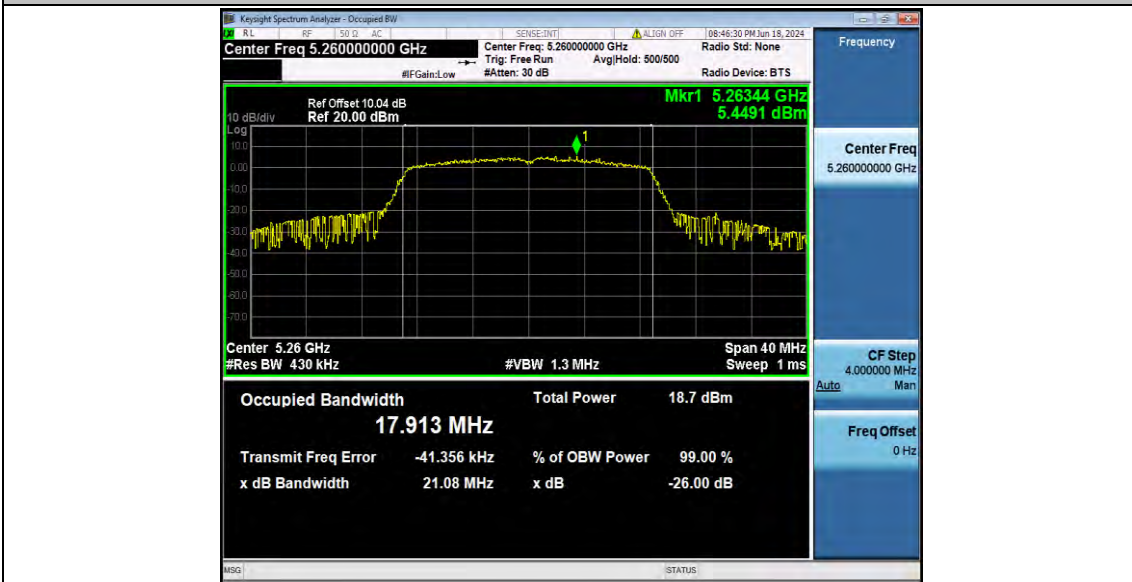 Keysight Spectrum Analyzer - Occupied BW
RL RF 50 Ω AC SENSE:INT ALIGN OFF 08:46:30 PM Jun 18, 2024
Center Freq 5.260000000 GHz Center Freq: 5.260000000 GHz Radio Std: None Frequency
Trig: Free Run Avg|Hold: 500/500
#IFGain:Low #Atten: 30 dB Radio Device: BTS
Mkr1 5.26344 GHz
Ref Offset 10.04 dB
10 dB/div Ref 20.00 dBm 5.4491 dBm
Log
10.0
0.00
-10.0
-20.0
-30.0
-40.0
-50.0
-60.0
-70.0
1
Center Freq
5.260000000 GHz
Center 5.26 GHz Span 40 MHz
#Res BW 430 kHz #VBW 1.3 MHz Sweep 1 ms
CF Step
4.000000 MHz
Auto Man
Occupied Bandwidth Total Power 18.7 dBm
17.913 MHz
Freq Offset
0 Hz
Transmit Freq Error -41.356 kHz % of OBW Power 99.00 %
x dB Bandwidth 21.08 MHz x dB -26.00 dB
MSG STATUS